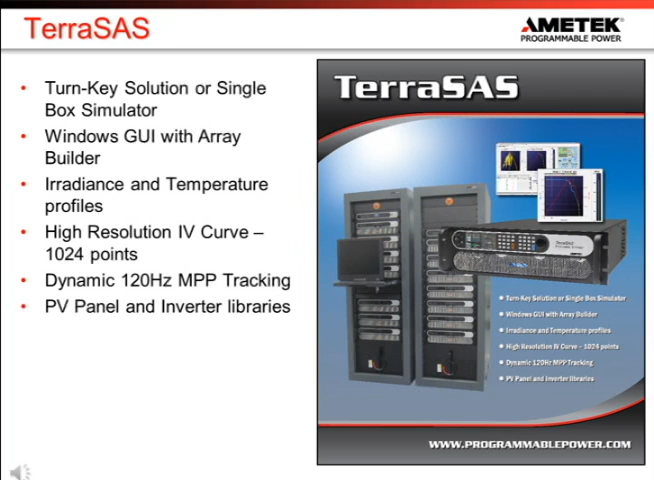 TerraSAS
AMETEK
PROGRAMMABLE POWER
• Turn-Key Solution or Single
Box Simulator
• Windows GUI with Array
Builder
• Irradiance and Temperature
profiles
• High Resolution IV Curve –
1024 points
• Dynamic 120Hz MPP Tracking
• PV Panel and Inverter libraries
TerraSAS
TerraSAS
• Turn-Key Solution or Single Box Simulator
• Windows GUI with Array Builder
• Irradiance and Temperature profiles
• High Resolution IV Curve – 1024 points
• Dynamic 120Hz MPP Tracking
• PV Panel and Inverter libraries
WWW.PROGRAMMABLEPOWER.COM